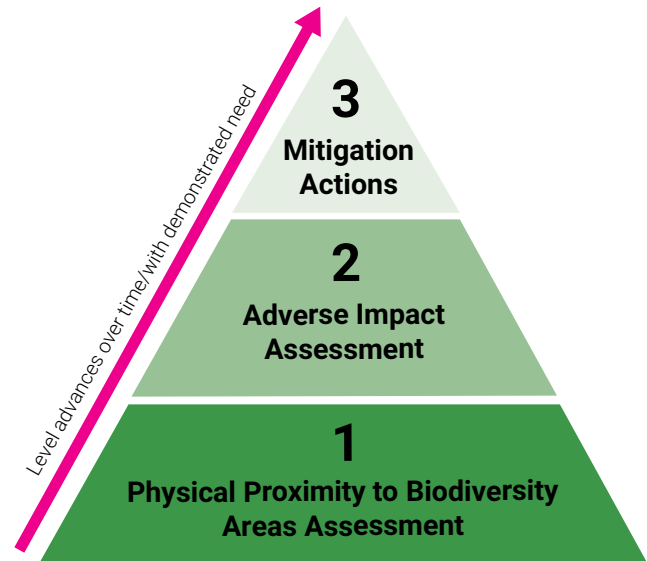 3
Mitigation
Actions
Level advances over time/with demonstrated need
2
Adverse Impact
Assessment
1
Physical Proximity to Biodiversity
Areas Assessment